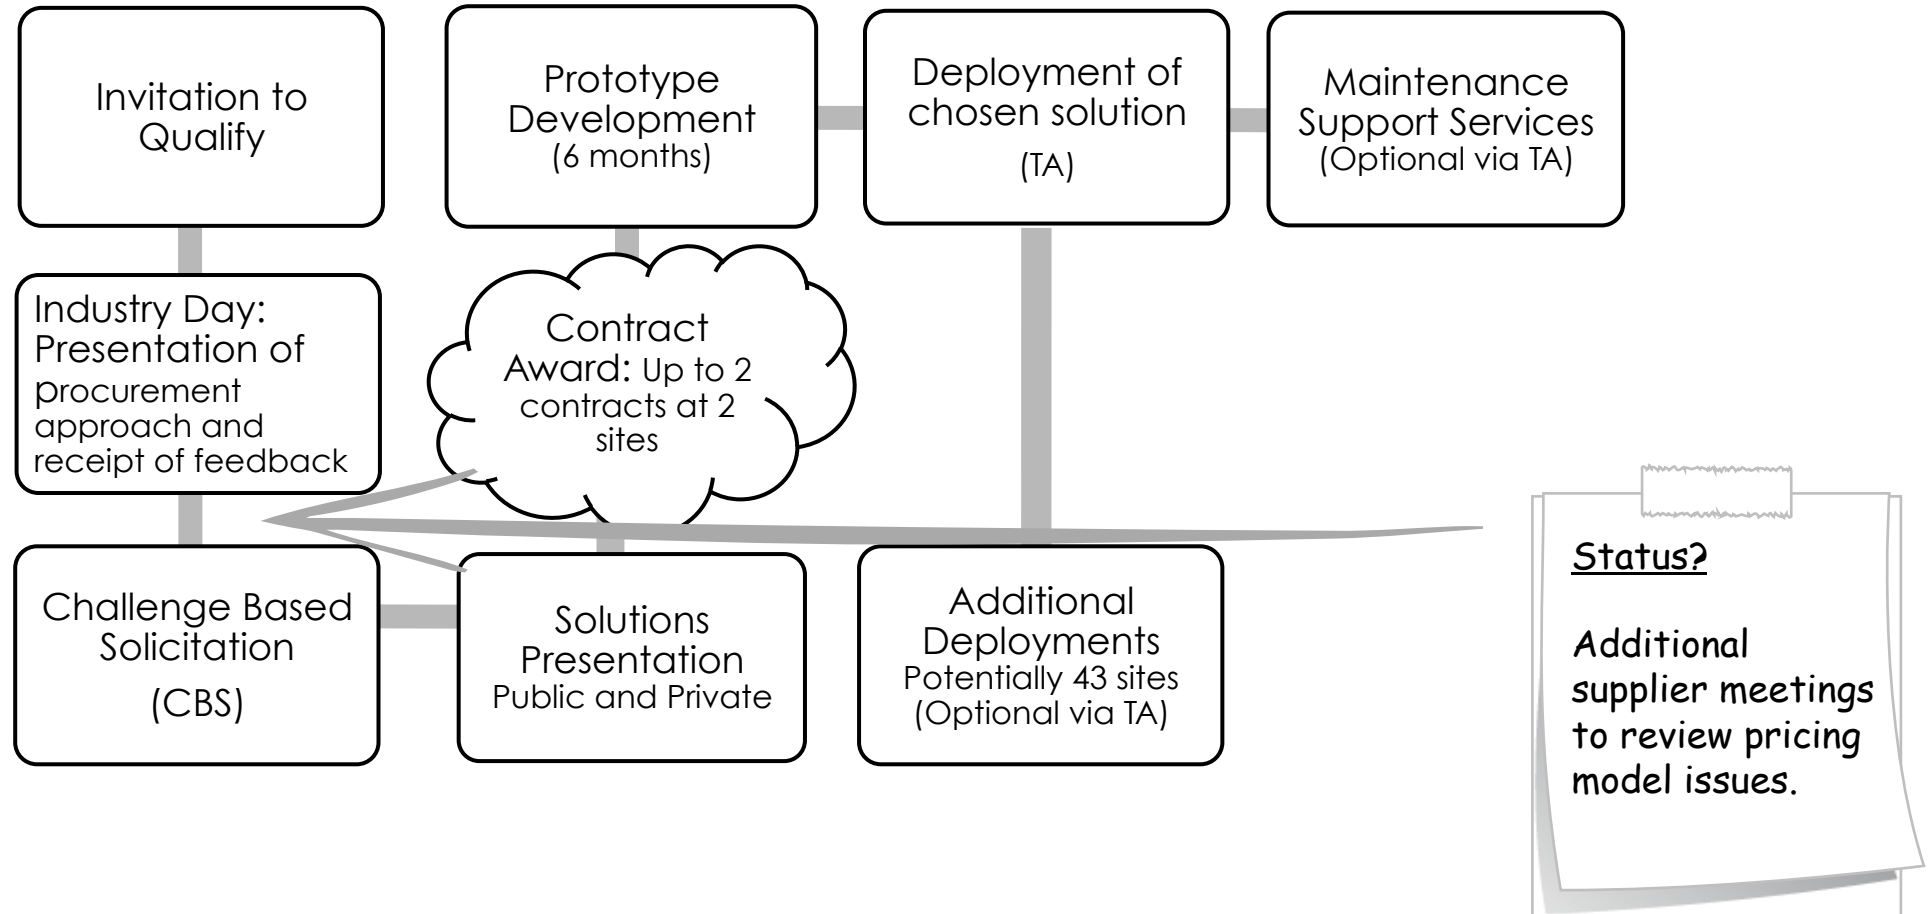 Invitation to
Qualify
Industry Day:
Presentation of
procurement
approach and
receipt of feedback
Challenge Based
Solicitation
(CBS)
Solutions
Presentation
Public and Private
Contract
Award: Up to 2
contracts at 2
sites
Prototype
Development
(6 months)
Deployment of
chosen solution
(TA)
Maintenance
Support Services
(Optional via TA)
Additional
Deployments
Potentially 43 sites
(Optional via TA)
Status?
Additional
supplier meetings
to review pricing
model issues.